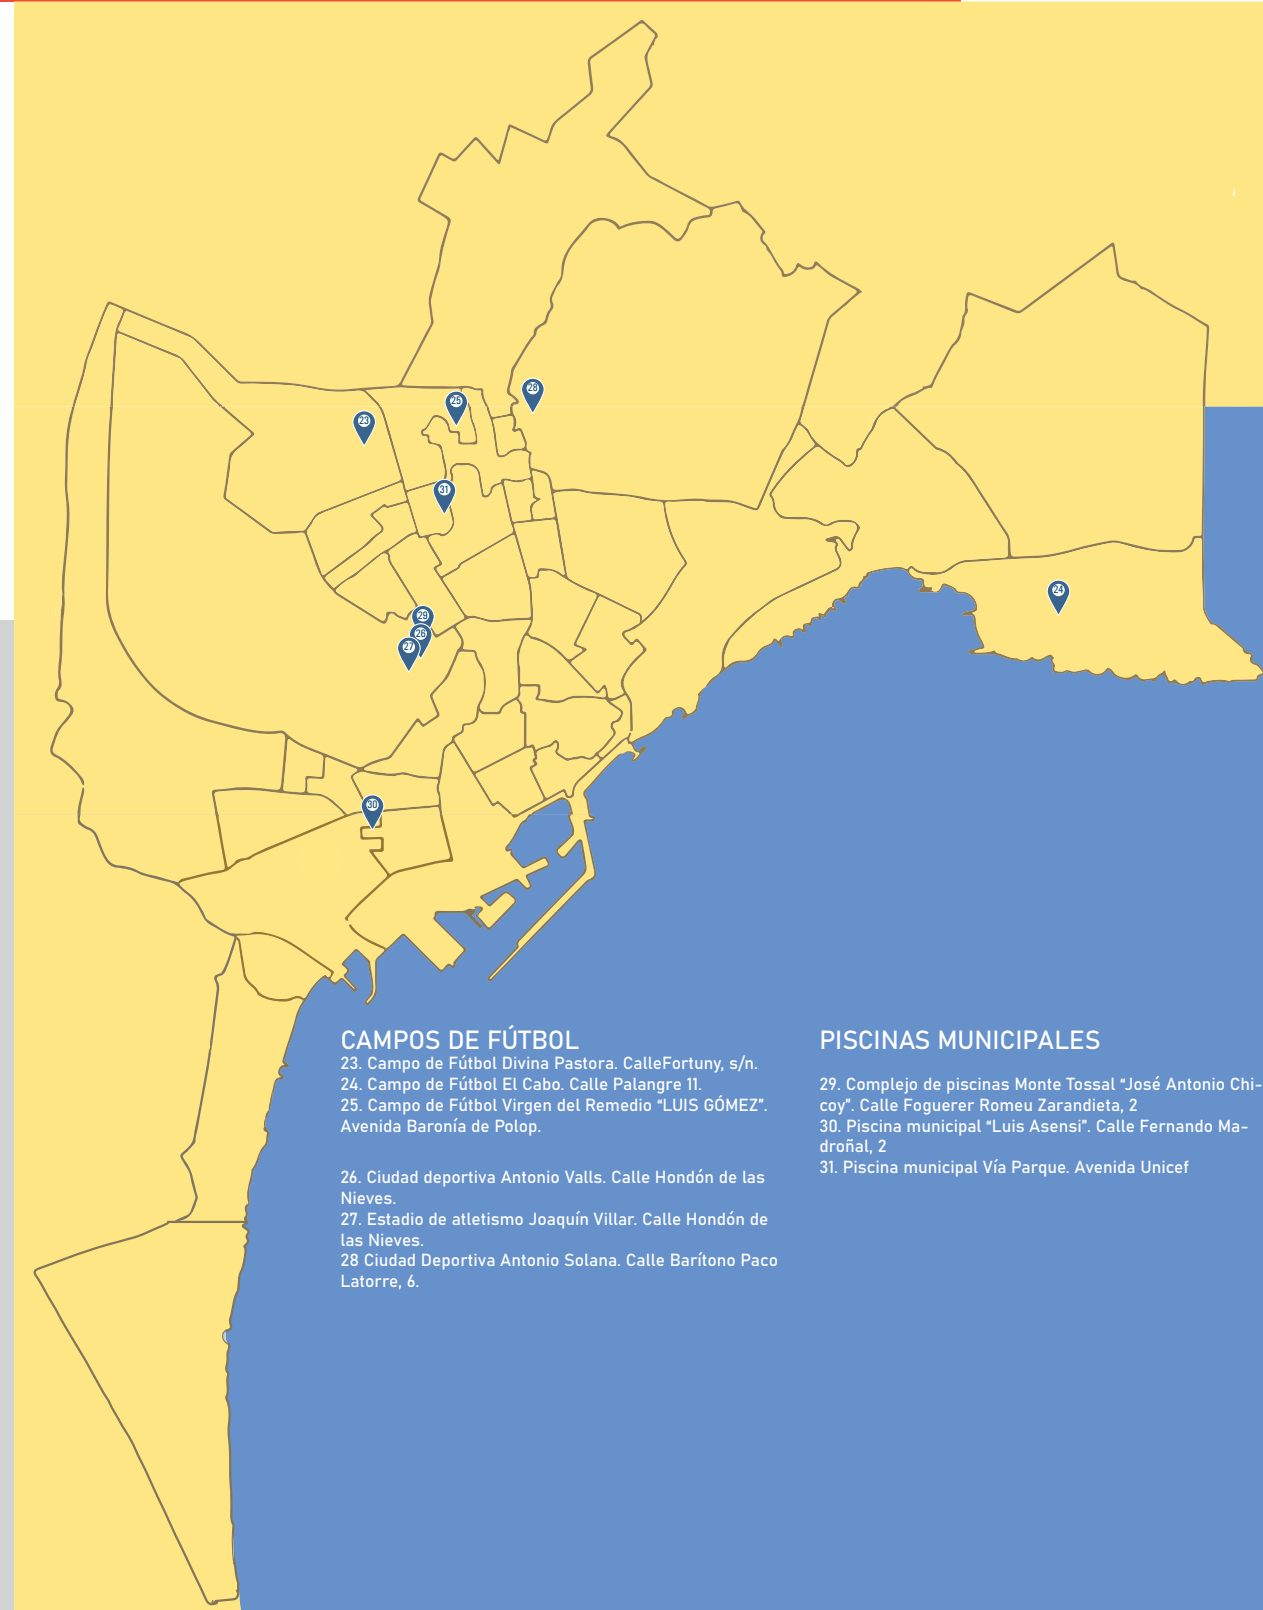 28
25
23
31
24
29
26
27
30
CAMPOS DE FÚTBOL
23. Campo de Fútbol Divina Pastora. CalleFortuny, s/n.
24. Campo de Fútbol El Cabo. Calle Palangre 11.
25. Campo de Fútbol Virgen del Remedio “LUIS GÓMEZ”.
Avenida Baronía de Polop.
26. Ciudad deportiva Antonio Valls. Calle Hondón de las
Nieves.
27. Estadio de atletismo Joaquín Villar. Calle Hondón de
las Nieves.
28 Ciudad Deportiva Antonio Solana. Calle Barítono Paco
Latorre, 6.
PISCINAS MUNICIPALES
29. Complejo de piscinas Monte Tossal “José Antonio Chi-
coy”. Calle Foguerer Romeu Zarandieta, 2
30. Piscina municipal “Luis Asensi”. Calle Fernando Ma-
droñal, 2
31. Piscina municipal Vía Parque. Avenida Unicef